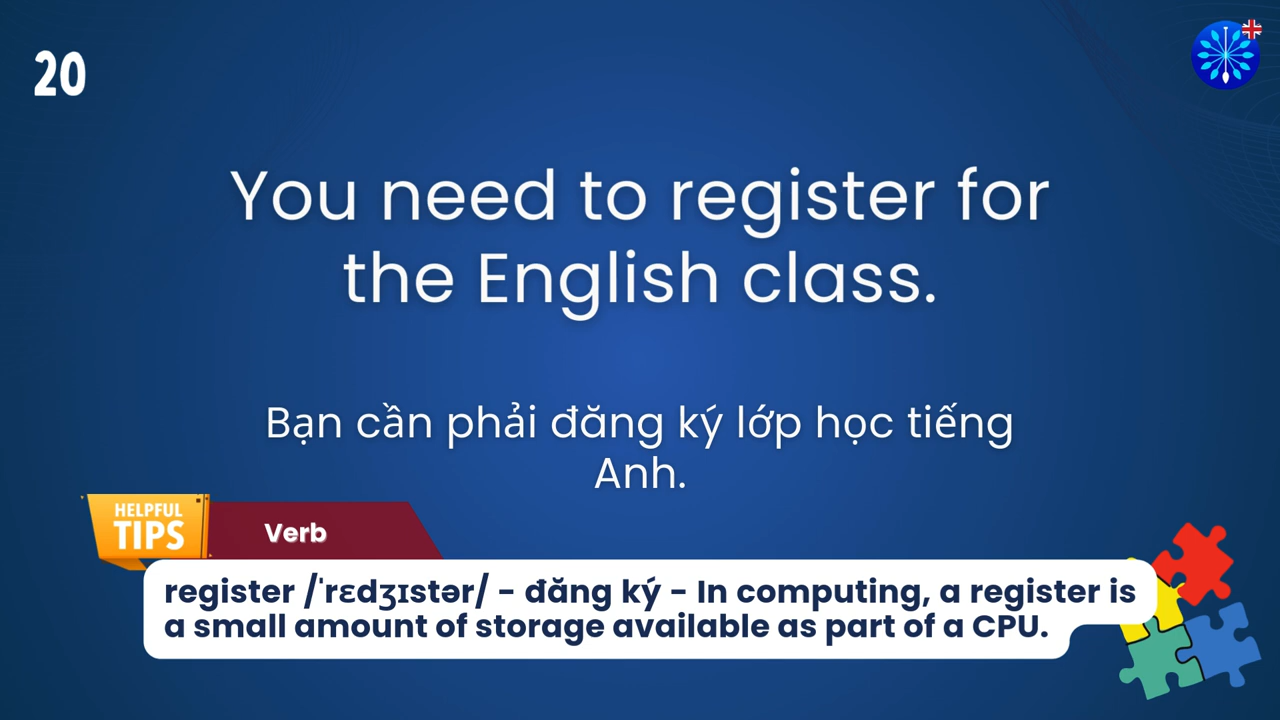 20
You need to register for
the English class.
Bạn cần phải đăng ký lớp học tiếng
Anh.
HELPFUL
TIPS
Verb
register /ˈrɛdʒɪstər/ - đăng ký - In computing, a register is
a small amount of storage available as part of a CPU.